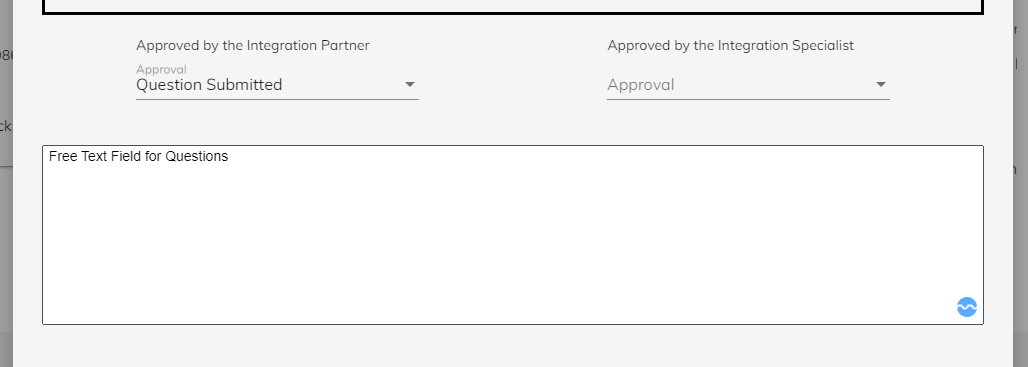 Approved by the Integration Partner
Approved by the Integration Specialist
Approval
Question Submitted
Approval
Free Text Field for Questions